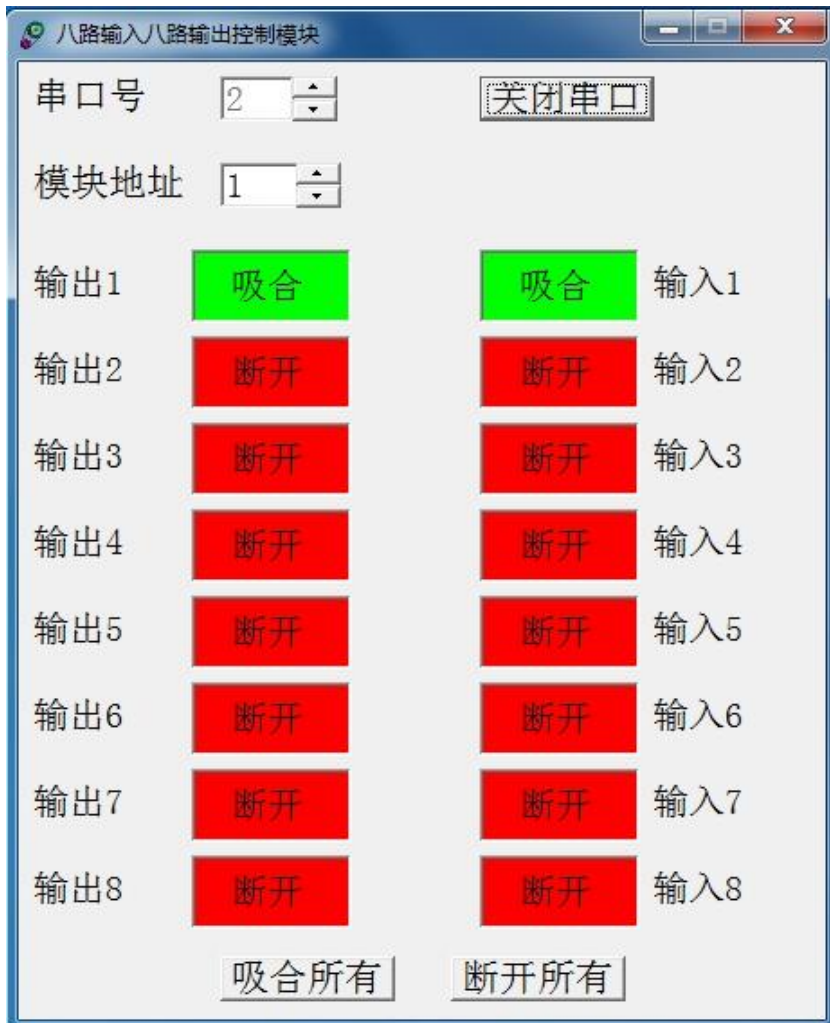 八路输入八路输出控制模块
串口号 2 关闭串口
模块地址 1
输出1 吸合 吸合 输入1
输出2 断开 断开 输入2
输出3 断开 断开 输入3
输出4 断开 断开 输入4
输出5 断开 断开 输入5
输出6 断开 断开 输入6
输出7 断开 断开 输入7
输出8 断开 断开 输入8
吸合所有 断开所有